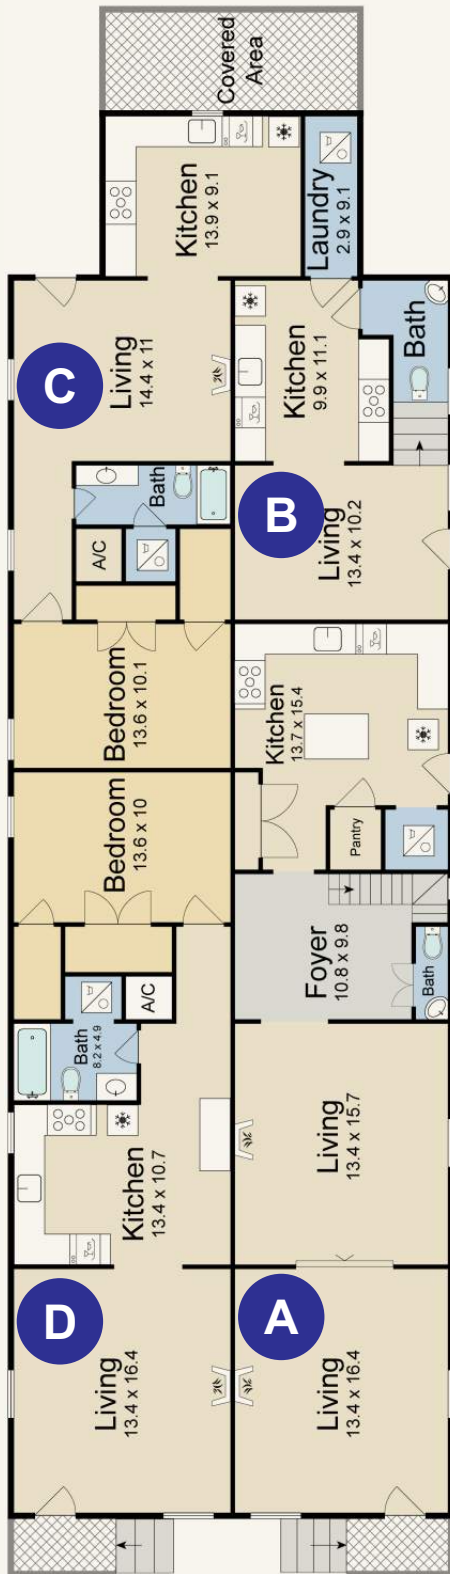 Covered
Area
Kitchen
13.9 x 9.1
Laundry
2.9 x 9.1
C
Living
14.4 x 11
Kitchen
9.9 x 11.1
Bath
Bath
A/C
B
Living
13.4 x 10.2
Bedroom
13.6 x 10.1
Kitchen
13.7 x 15.4
Bedroom
13.6 x 10
Pantry
A/C
Foyer
10.8 x 9.8
Bath
Bath
8.2 x 4.9
Kitchen
13.4 x 10.7
Living
13.4 x 15.7
D
Living
13.4 x 16.4
A
Living
13.4 x 16.4